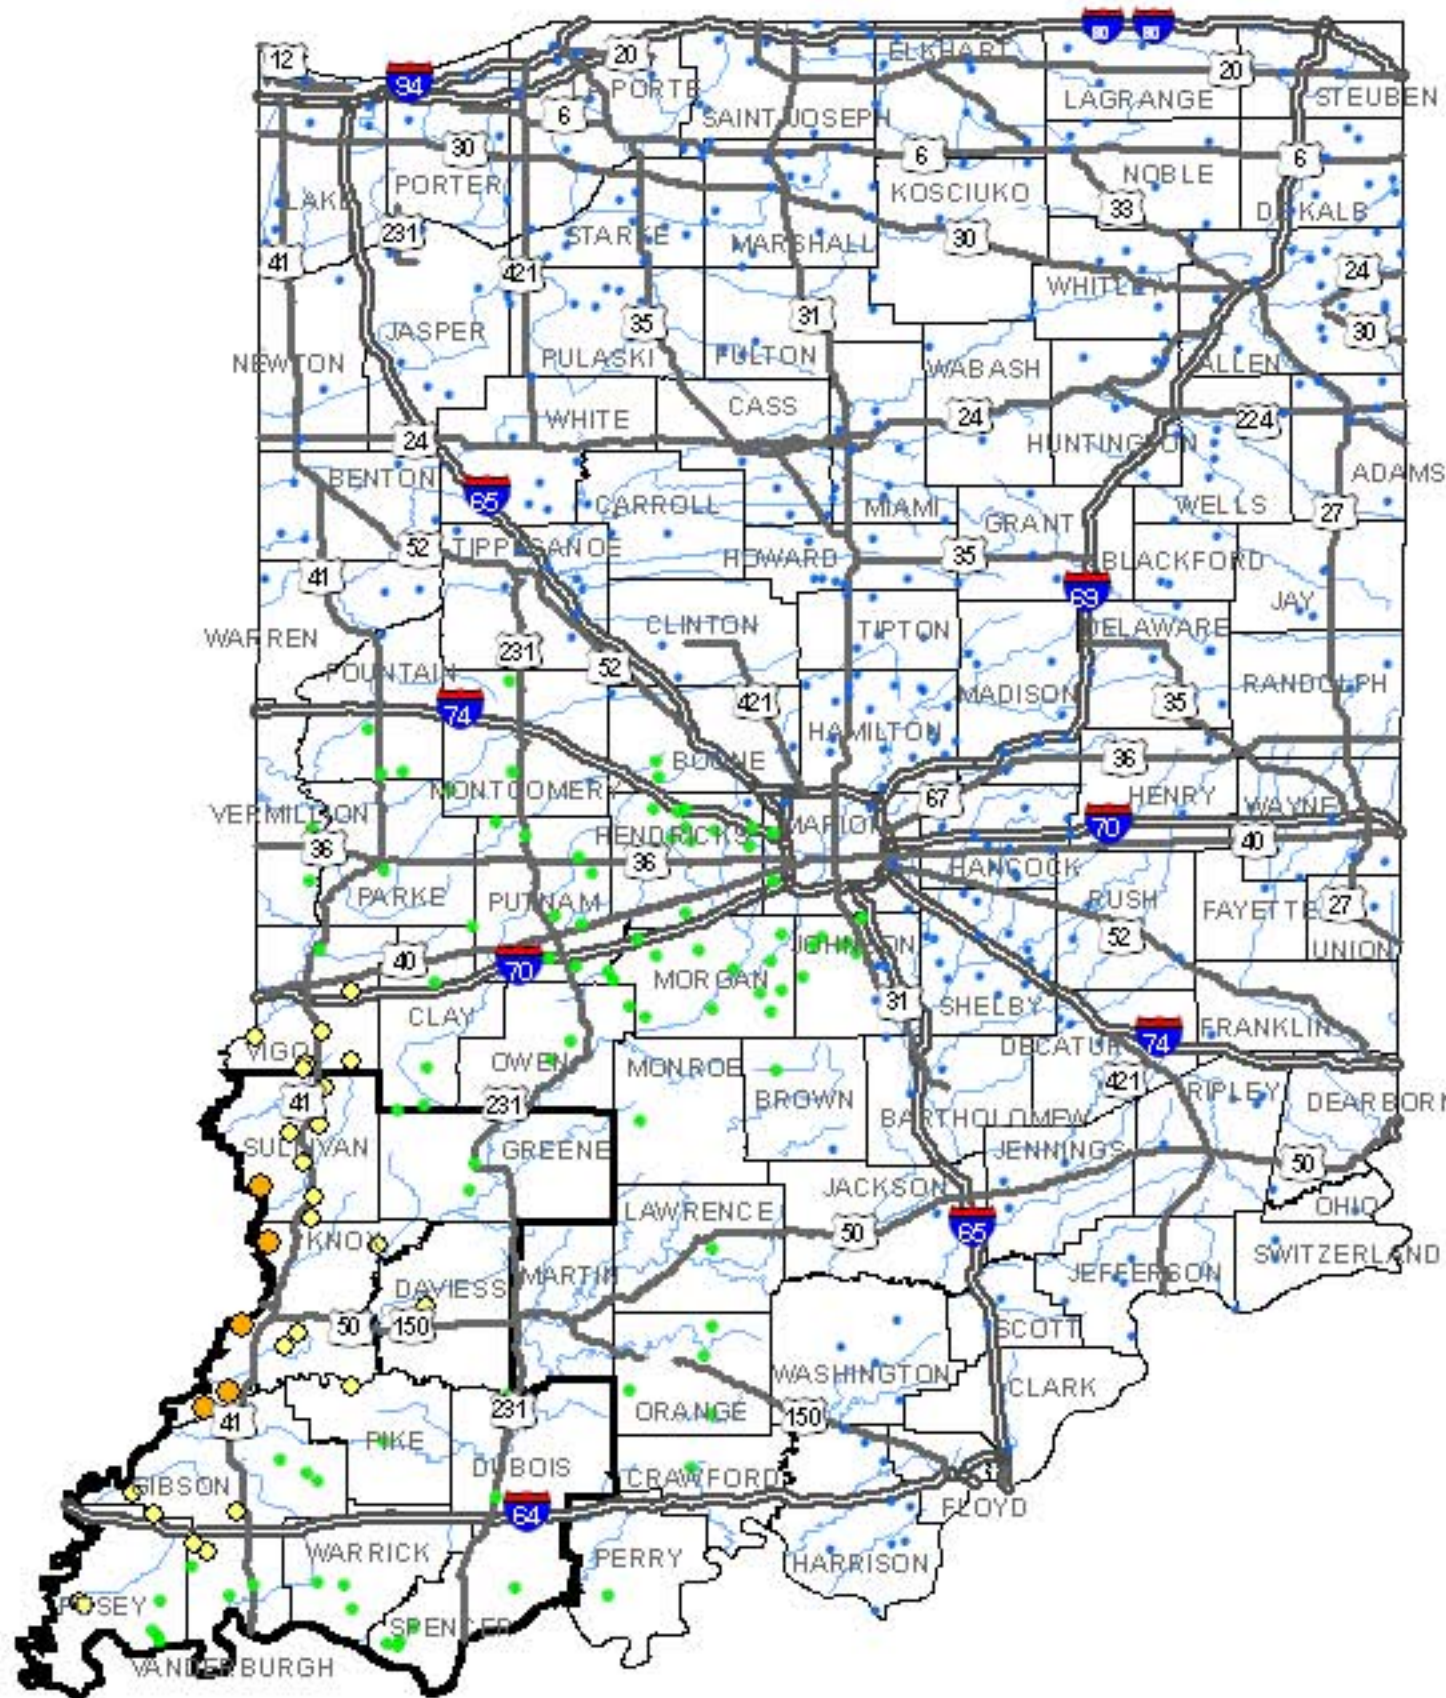 80
80
12
20
ELKHART
20
94
LA PORTE
LAGRANGE
STEUBEN
6
SAINT JOSEPH
30
6
6
PORTER
KOSCIUKO
NOBLE
LAKE
33
DEKALB
231
STARKE
MARSHALL
30
41
421
24
WHITLEY
35
31
30
JASPER
NEWTON
PULASKI
FULTON
WABASH
ALLEN
CASS
WHITE
24
224
24
HUNTINGTON
BENTON
ADAMS
65
CARROLL
MIAMI
WELLS
27
GRANT
52
TIPPECANOE
HOWARD
35
BLACKFORD
41
69
JAY
WARREN
CLINTON
TIPTON
DELAWARE
231
52
FOUNTAIN
RANDOLPH
74
421
MADISON
35
HAMILTON
BOONE
36
MONTGOMERY
67
HENRY
WAYNE
VERMILLION
70
MARION
HENDRICKS
36
36
40
HANCOCK
PARKE
PUTNAM
RUSH
FAYETTE
27
52
JOHNSON
UNION
40
70
MORGAN
31
SHELBY
CLAY
FRANKLIN
74
VIGO
DECATUR
OWEN
MONROE
421
41
231
BROWN
RIPLEY
DEARBORN
BARTHOLOMEW
SULLIVAN
GREENE
JENNINGS
50
JACKSON
LAWRENCE
OHIO
65
50
KNOX
SWITZERLAND
MARTIN
JEFFERSON
DAVIESS
50
150
SCOTT
WASHINGTON
CLARK
231
ORANGE
150
41
PIKE
DUBOIS
CRAWFORD
GIBSON
64
FLOYD
WARRICK
PERRY
HARRISON
POSEY
SPENCER
VANDERBURGH